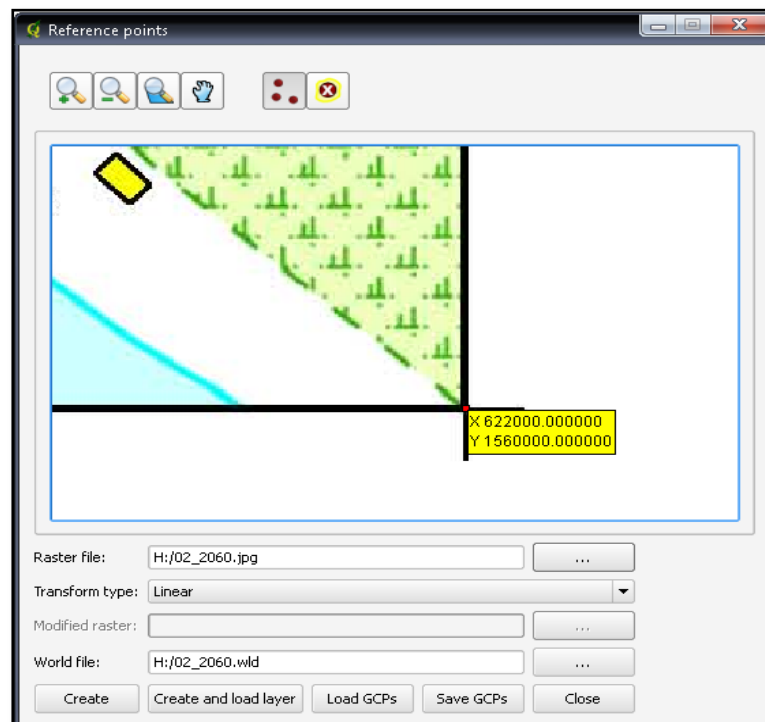 Reference points
X 622000.000000
Y 1560000.000000
Raster file: H:/02_2060.jpg ...
Transform type: Linear
Modified raster: ...
World file: H:/02_2060.wld ...
Create Create and load layer Load GCPs Save GCPs Close